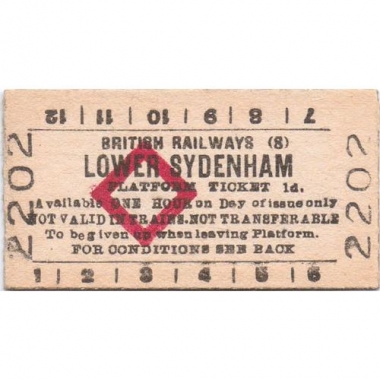 12 | 11 | 10 | 9 | 8 | 7
BRITISH RAILWAYS (S)
LOWER SYDENHAM
PLATFORM TICKET 1d.
Available ONE HOUR on Day of issue only
NOT VALID IN TRAINS. NOT TRANSFERABLE
To be given up when leaving Platform.
FOR CONDITIONS SEE BACK
1 | 2 | 3 | 4 | 5 | 6
2202
2202